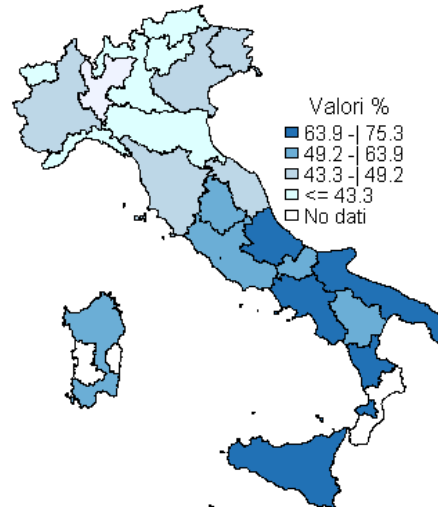 Valori %
63.9 -| 75.3
49.2 -| 63.9
43.3 -| 49.2
<= 43.3
No dati